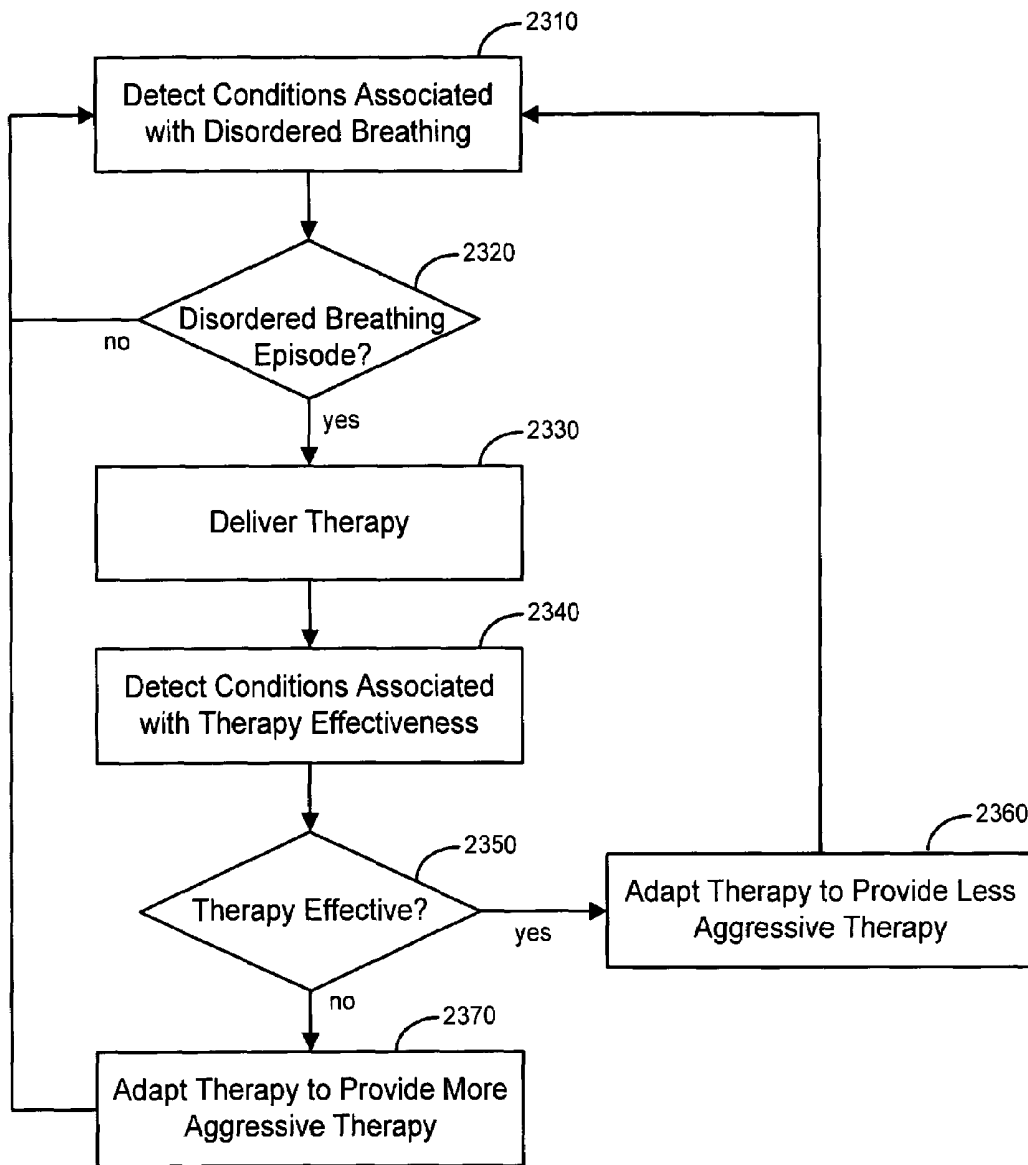 2310
Detect Conditions Associated
with Disordered Breathing
2320
Disordered Breathing
Episode?
no
yes
2330
Deliver Therapy
2340
Detect Conditions Associated
with Therapy Effectiveness
2350
Therapy Effective?
yes
2360
Adapt Therapy to Provide Less
Aggressive Therapy
no
2370
Adapt Therapy to Provide More
Aggressive Therapy